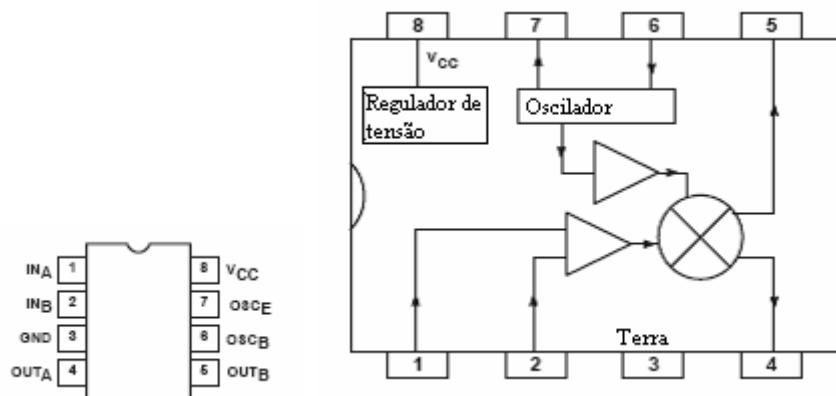 IN_A 1 8 V_CC
IN_B 2 7 OSC_E
GND 3 6 OSC_B
OUT_A 4 5 OUT_B
8 7 6 5
V_CC
Regulador de
tensão
Oscilador
Terra
1 2 3 4